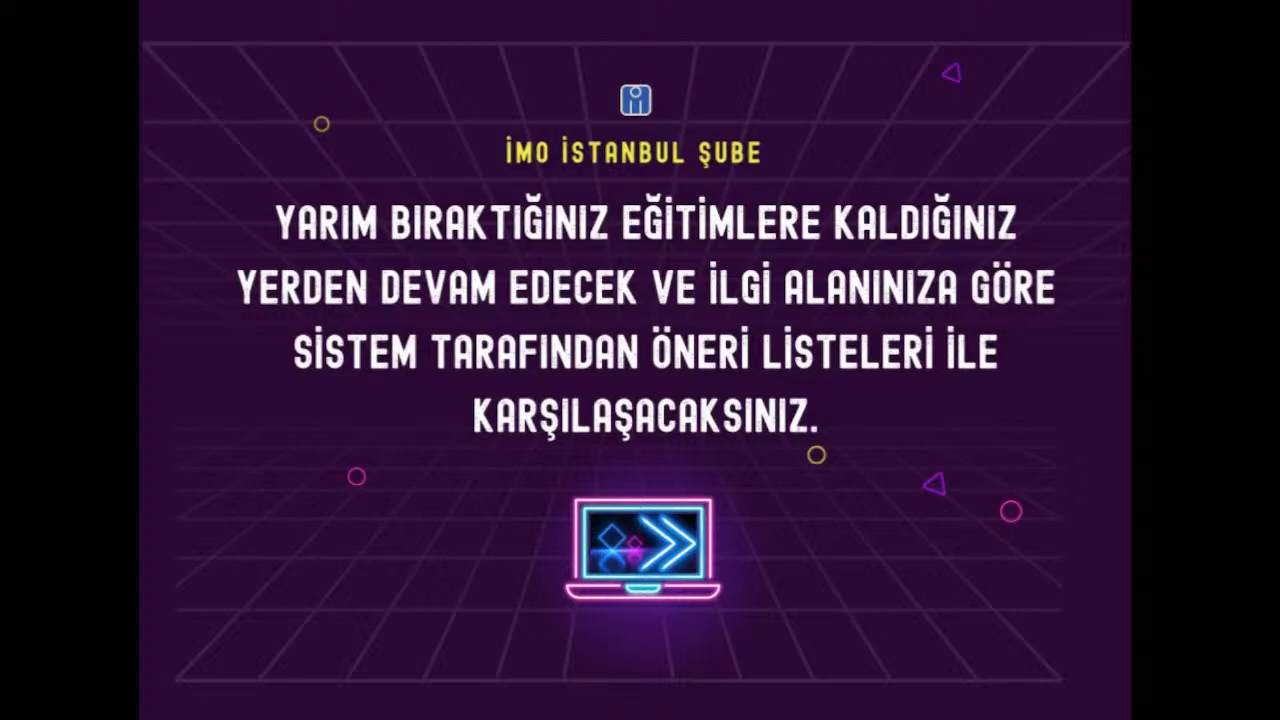 İMO İSTANBUL ŞUBE
YARIM BIRAKTIĞINIZ EĞİTİMLERE KALDIĞINIZ
YERDEN DEVAM EDECEK VE İLGİ ALANINIZA GÖRE
SİSTEM TARAFINDAN ÖNERİ LİSTELERİ İLE
KARŞILAŞACAKSINIZ.